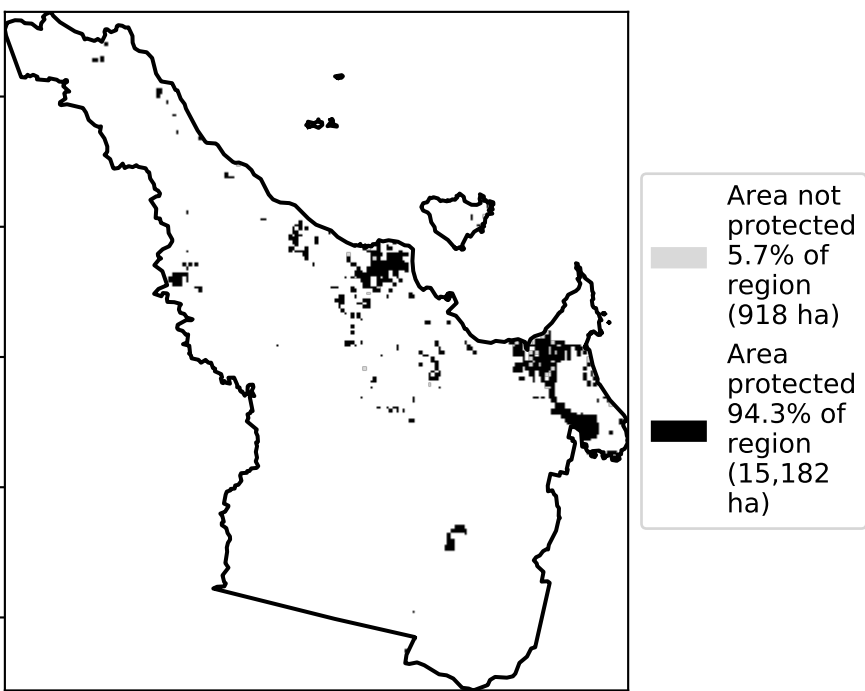 Area not
protected
5.7% of
region
(918 ha)
Area
protected
94.3% of
region
(15,182
ha)